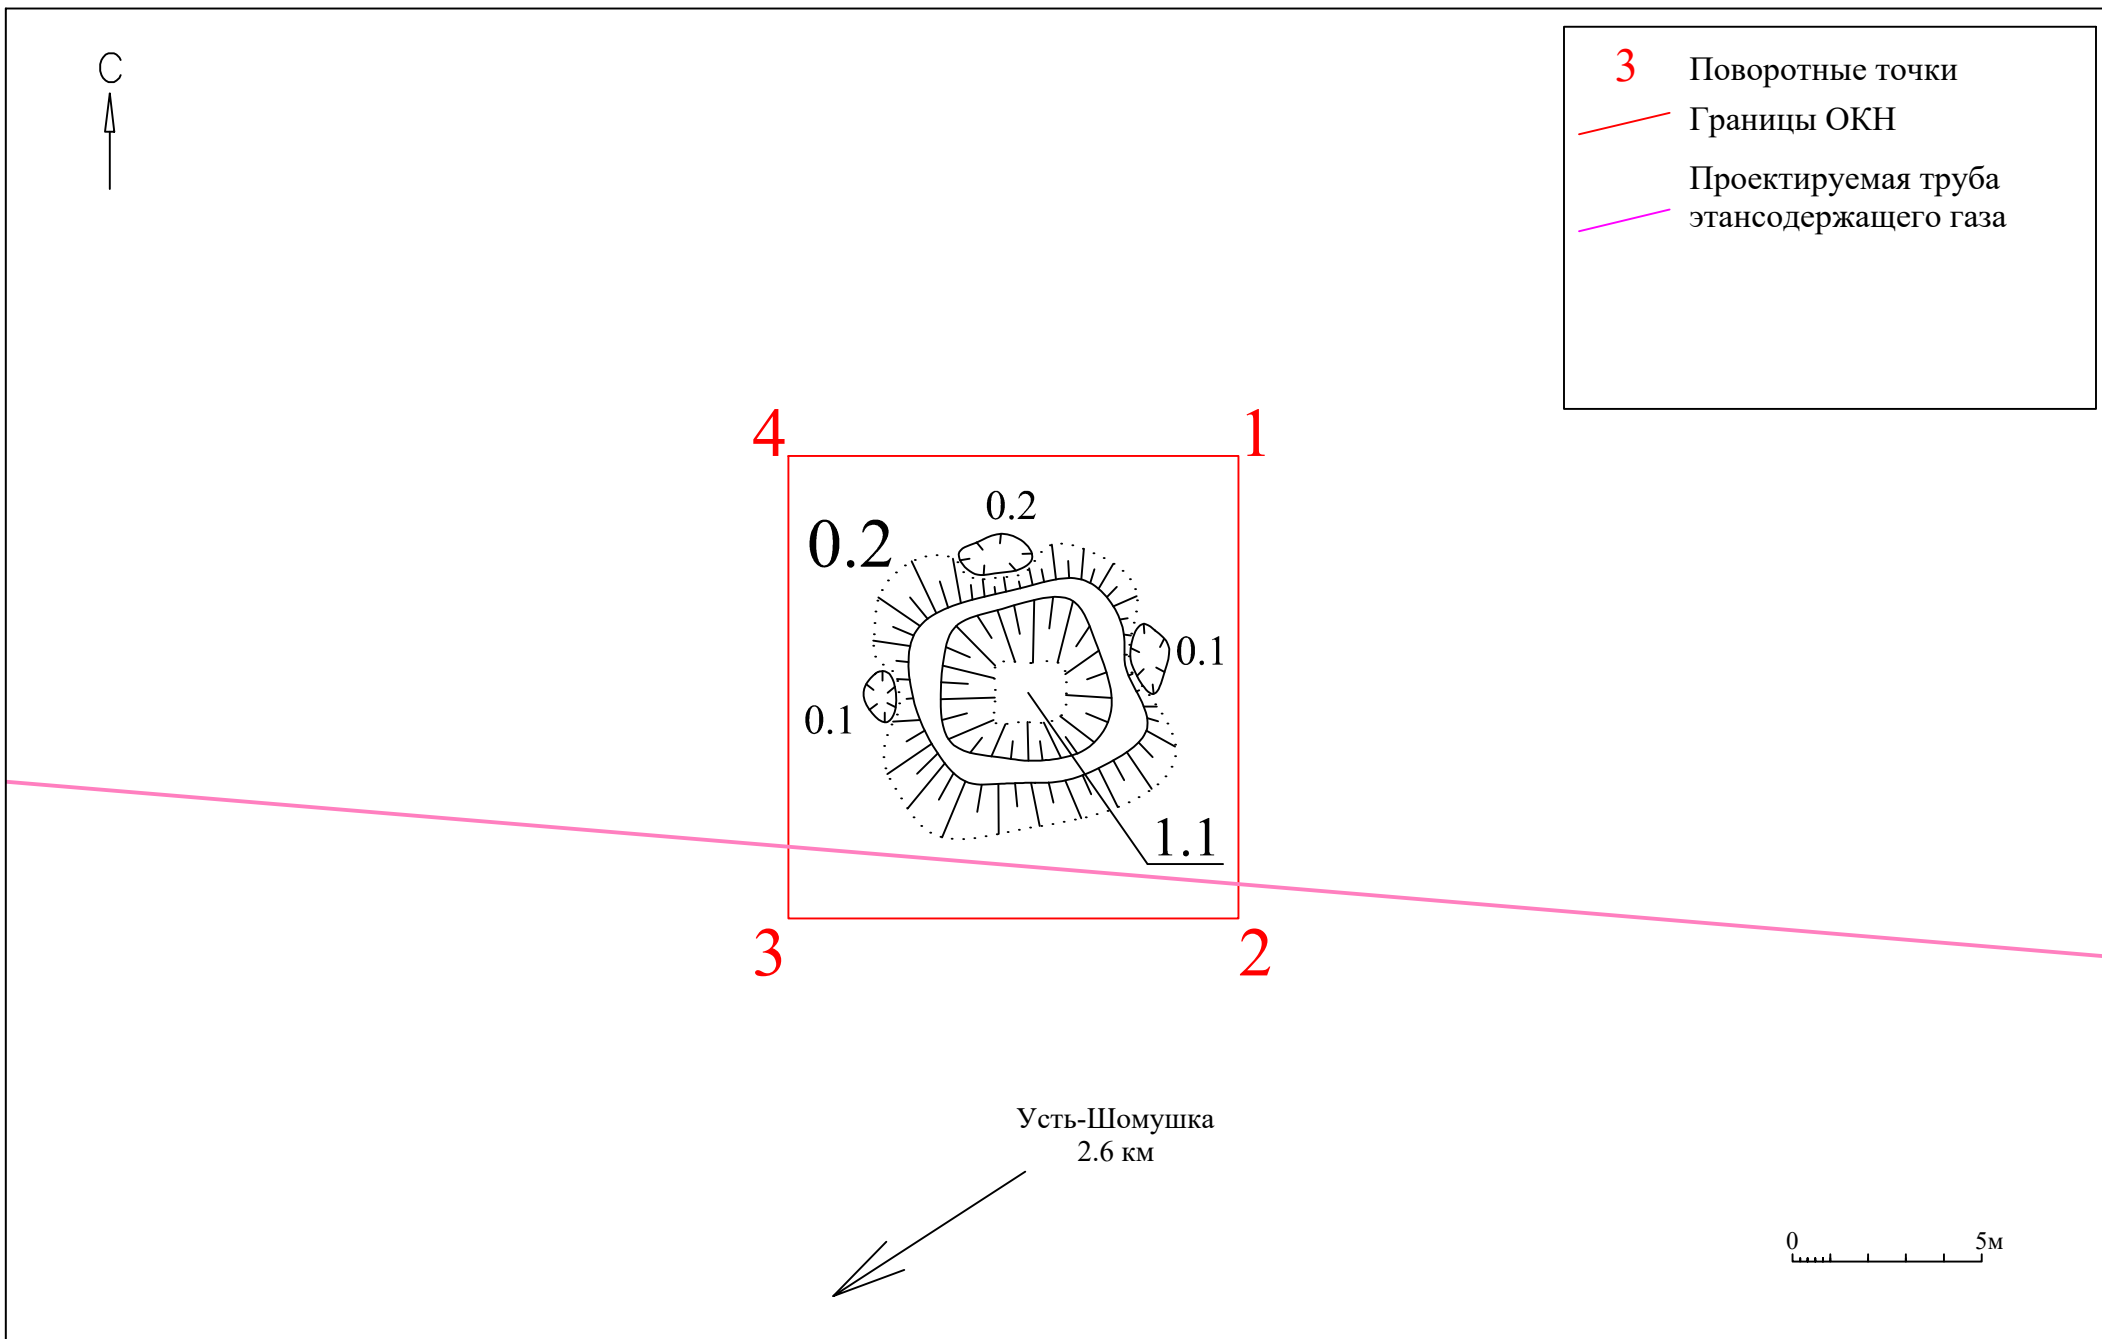 С
3 Поворотные точки
Границы ОКН
Проектируемая труба
этансодержащего газа
4
1
0.2
0.2
0.1
0.1
1.1
3
2
Усть-Шомушка
2.6 км
0 5м